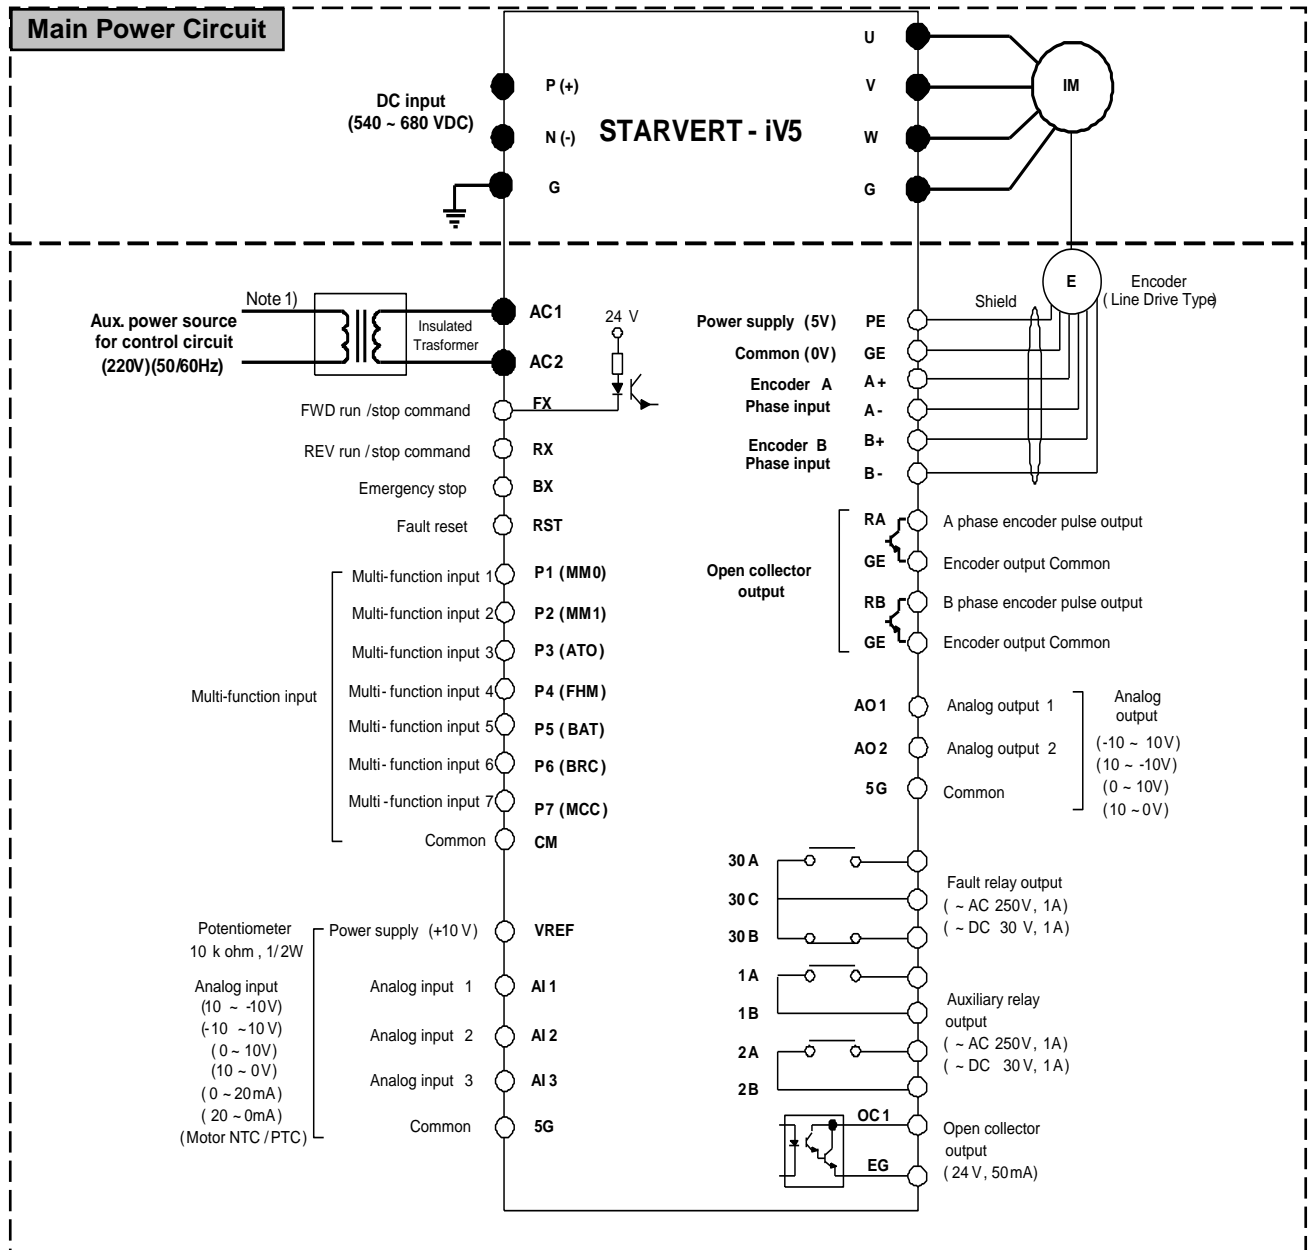 Main Power Circuit
DC input
(540 ~ 680 VDC)
P (+)
N (-)
G
STARVERT - iV5
U
V
W
G
IM
Note 1)
Aux. power source
for control circuit
(220V)(50/60Hz)
Insulated
Trasformer
AC1
AC2
24 V
FWD run /stop command
FX
REV run /stop command
RX
Emergency stop
BX
Fault reset
RST
Multi-function input
Multi-function input 1
P1 (MM0)
Multi-function input 2
P2 (MM1)
Multi-function input 3
P3 (ATO)
Multi-function input 4
P4 (FHM)
Multi-function input 5
P5 (BAT)
Multi-function input 6
P6 (BRC)
Multi-function input 7
P7 (MCC)
Common
CM
Potentiometer
10 k ohm , 1/2W
Analog input
(10 ~ -10V)
(-10 ~10 V)
( 0 ~ 10V)
(10 ~ 0V)
( 0 ~20mA)
( 20 ~0mA)
(Motor NTC /PTC)
Power supply (+10 V)
VREF
Analog input 1
AI 1
Analog input 2
AI 2
Analog input 3
AI 3
Common
5G
E
Encoder
( Line Drive Type)
Shield
Power supply (5V)
PE
Common (0V)
GE
Encoder A
Phase input
A+
A-
Encoder B
Phase input
B+
B-
Open collector
output
RA
A phase encoder pulse output
GE
Encoder output Common
RB
B phase encoder pulse output
GE
Encoder output Common
AO 1
Analog output 1
AO 2
Analog output 2
5G
Common
Analog
output
(-10 ~ 10V)
(10 ~ -10V)
(0 ~ 10V)
(10 ~0V)
30 A
30 C
30 B
Fault relay output
( ~ AC 250V, 1A)
( ~ DC 30 V, 1A)
1A
1B
2A
2B
Auxiliary relay
output
( ~ AC 250V, 1A)
( ~ DC 30V, 1A)
OC 1
EG
Open collector
output
( 24 V, 50mA)